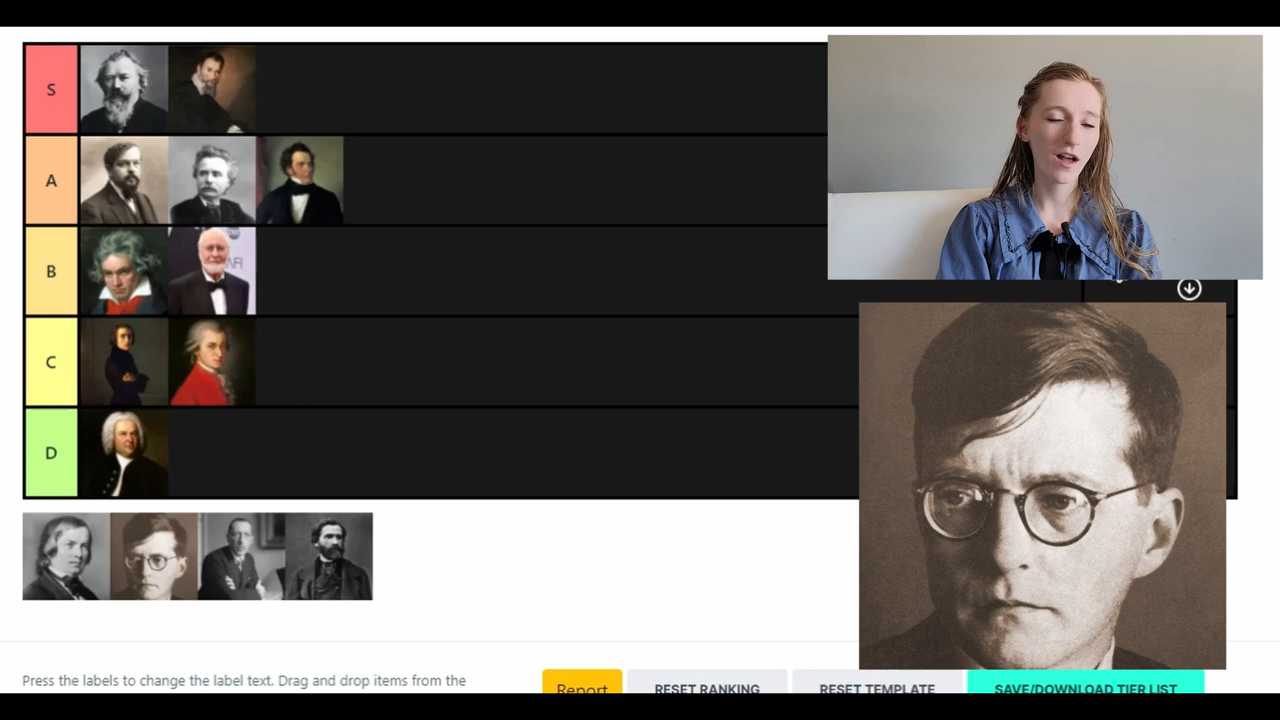 S
A
B
AFI
C
D
Press the labels to change the label text. Drag and drop items from the
Report
RESET RANKING
RESET TEMPLATE
SAVE/DOWNLOAD TIER LIST